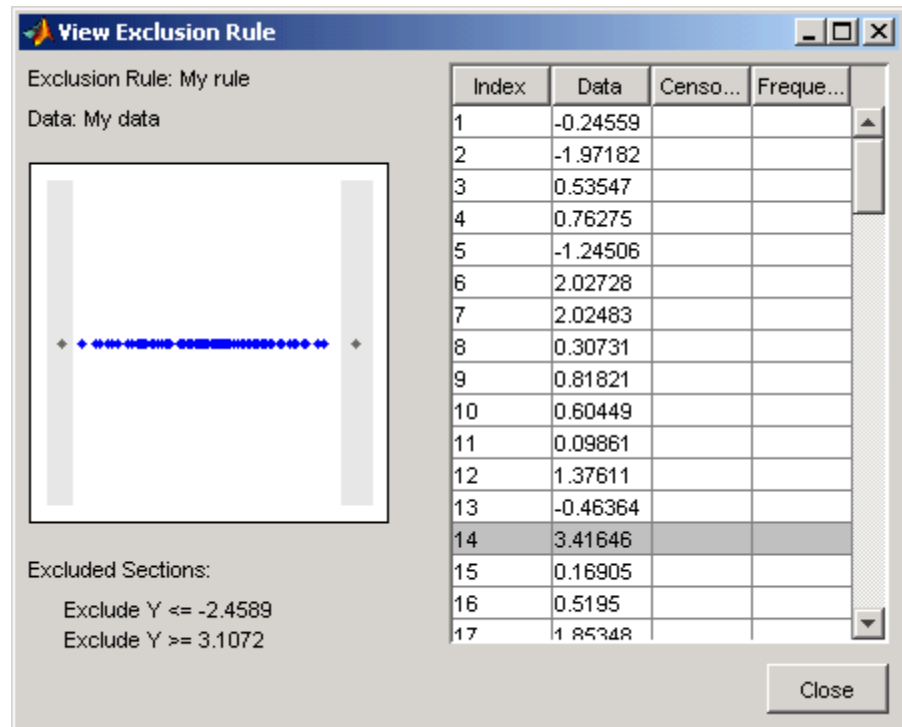 View Exclusion Rule
Exclusion Rule: My rule
Data: My data
Excluded Sections:
Exclude Y <= -2.4589
Exclude Y >= 3.1072
Index Data Censo... Freque...
1 -0.24559
2 -1.97182
3 0.53547
4 0.76275
5 -1.24506
6 2.02728
7 2.02483
8 0.30731
9 0.81821
10 0.60449
11 0.09861
12 1.37611
13 -0.46364
14 3.41646
15 0.16905
16 0.5195
17 1.85348
Close